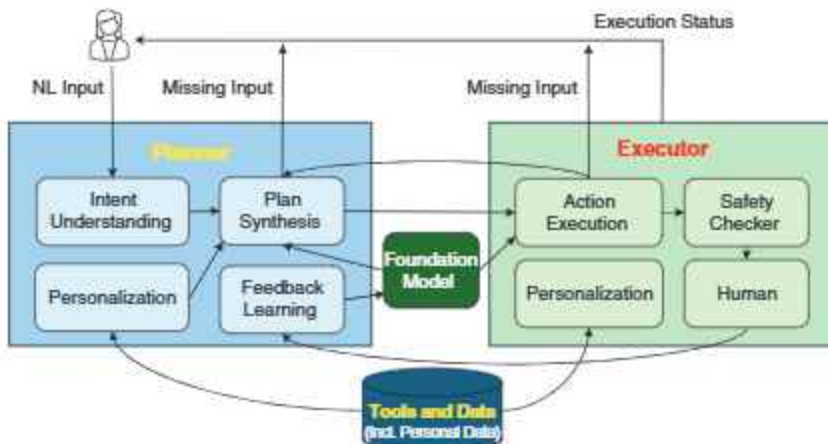 Execution Status
NL Input
Missing Input
Missing Input
Planner
Executor
Intent
Understanding
Plan
Synthesis
Action
Execution
Safety
Checker
Foundation
Model
Personalization
Feedback
Learning
Personalization
Human
Tools and Data
(Incl. Personal Data)